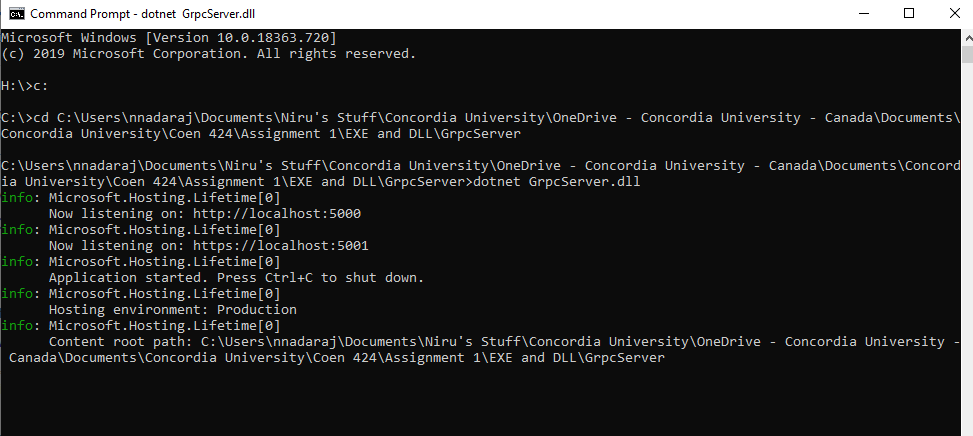 Command Prompt - dotnet  GrpcServer.dll
Microsoft Windows [Version 10.0.18363.720]
(c) 2019 Microsoft Corporation. All rights reserved.
H:\>c:
C:\>cd C:\Users\nnadaraj\Documents\Niru's Stuff\Concordia University\OneDrive - Concordia University - Canada\Documents\
Concordia University\Coen 424\Assignment 1\EXE and DLL\GrpcServer
C:\Users\nnadaraj\Documents\Niru's Stuff\Concordia University\OneDrive - Concordia University - Canada\Documents\Concord
ia University\Coen 424\Assignment 1\EXE and DLL\GrpcServer>dotnet GrpcServer.dll
info: Microsoft.Hosting.Lifetime[0]
      Now listening on: http://localhost:5000
info: Microsoft.Hosting.Lifetime[0]
      Now listening on: https://localhost:5001
info: Microsoft.Hosting.Lifetime[0]
      Application started. Press Ctrl+C to shut down.
info: Microsoft.Hosting.Lifetime[0]
      Hosting environment: Production
info: Microsoft.Hosting.Lifetime[0]
      Content root path: C:\Users\nnadaraj\Documents\Niru's Stuff\Concordia University\OneDrive - Concordia University -
 Canada\Documents\Concordia University\Coen 424\Assignment 1\EXE and DLL\GrpcServer